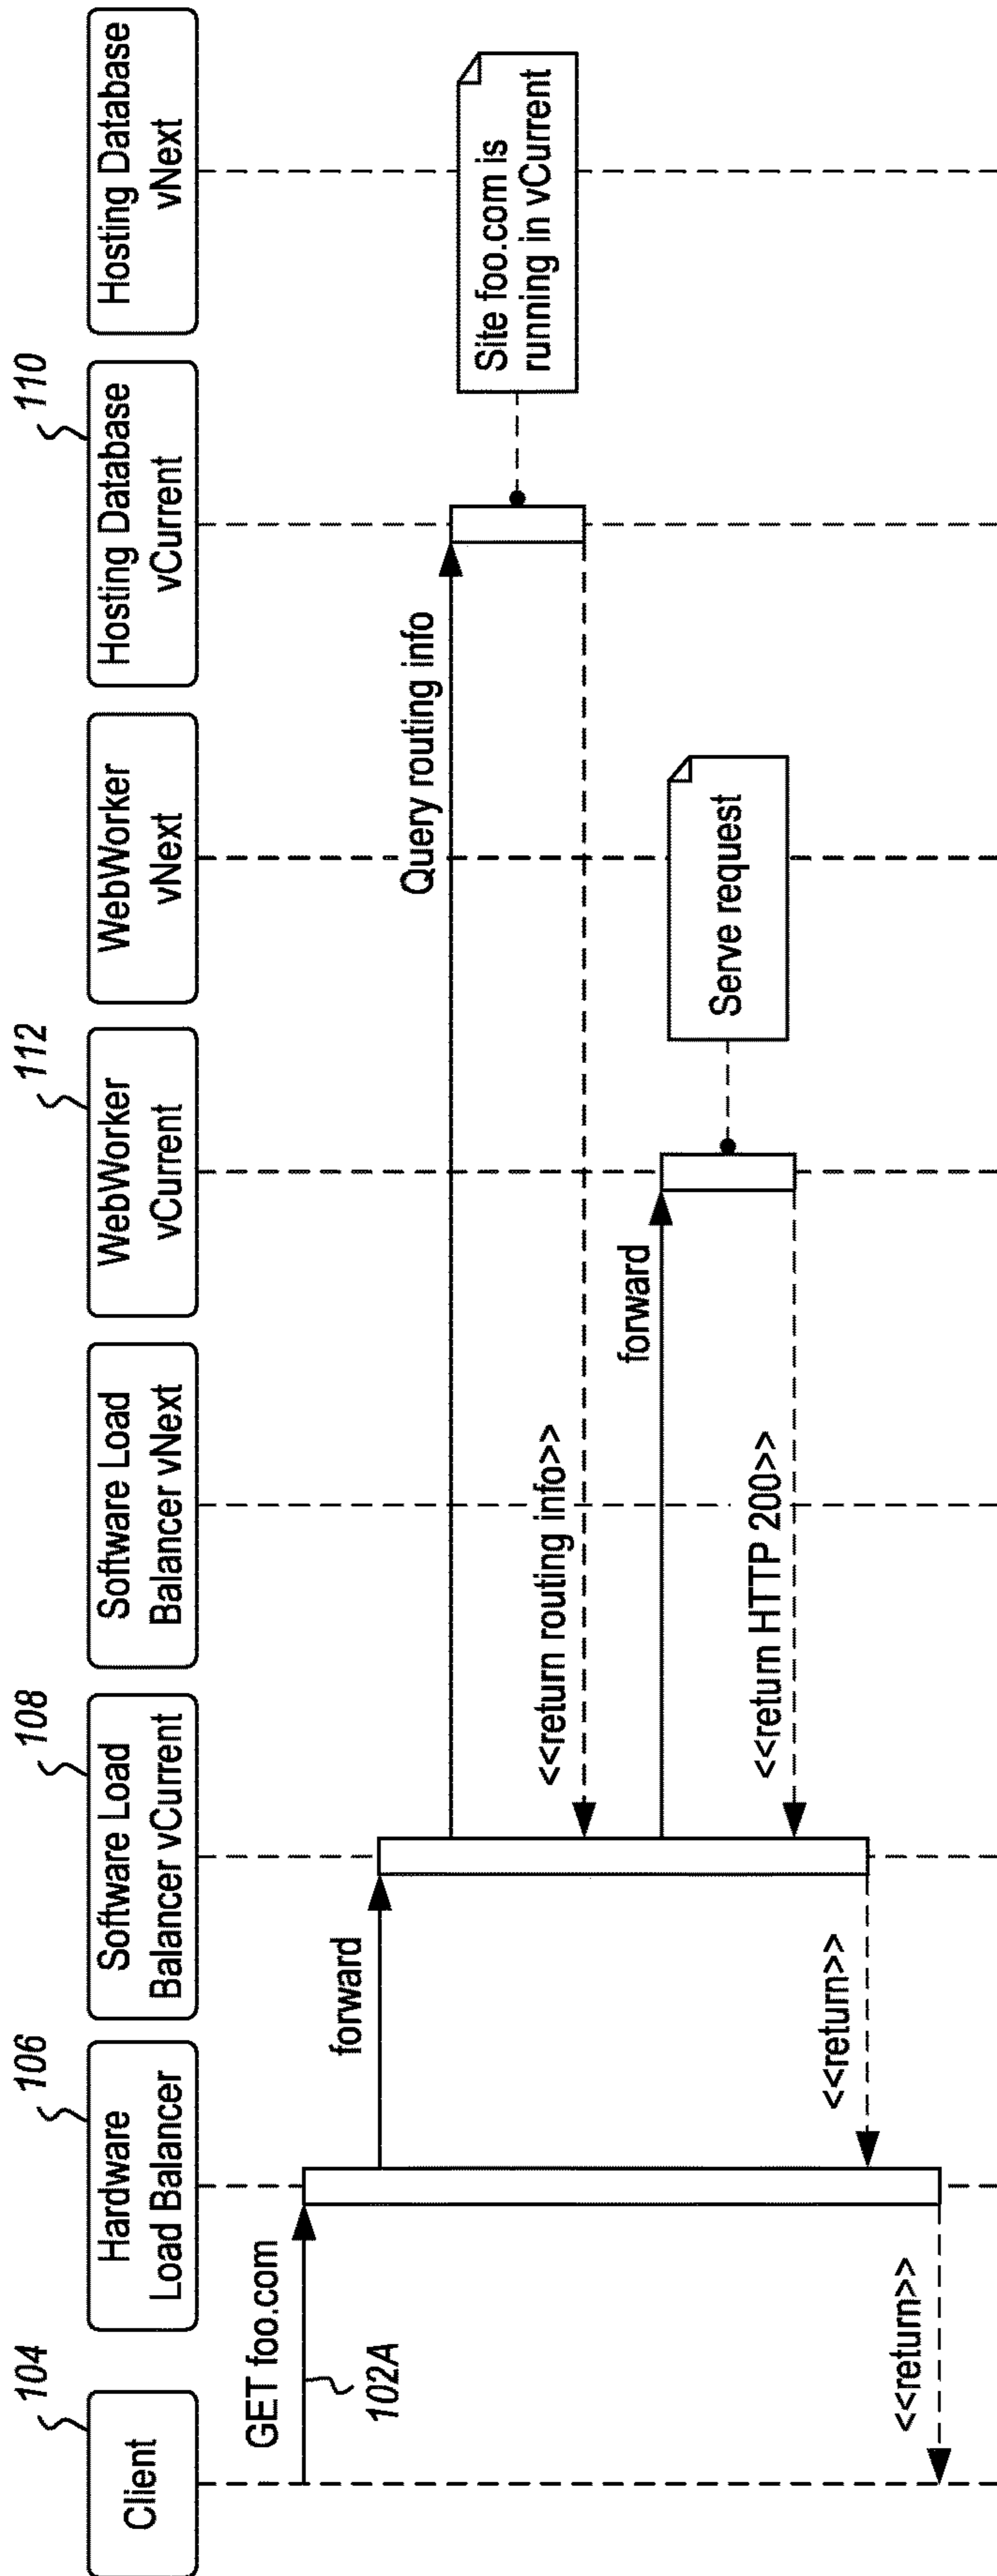 104
Client
106
Hardware
Load Balancer
108
Software Load
Balancer vCurrent
Software Load
Balancer vNext
112
WebWorker
vCurrent
WebWorker
vNext
110
Hosting Database
vCurrent
Hosting Database
vNext
GET foo.com
102A
forward
Query routing info
Site foo.com is
running in vCurrent
<<return routing info>>
forward
Serve request
<<return HTTP 200>>
<<return>>
<<return>>